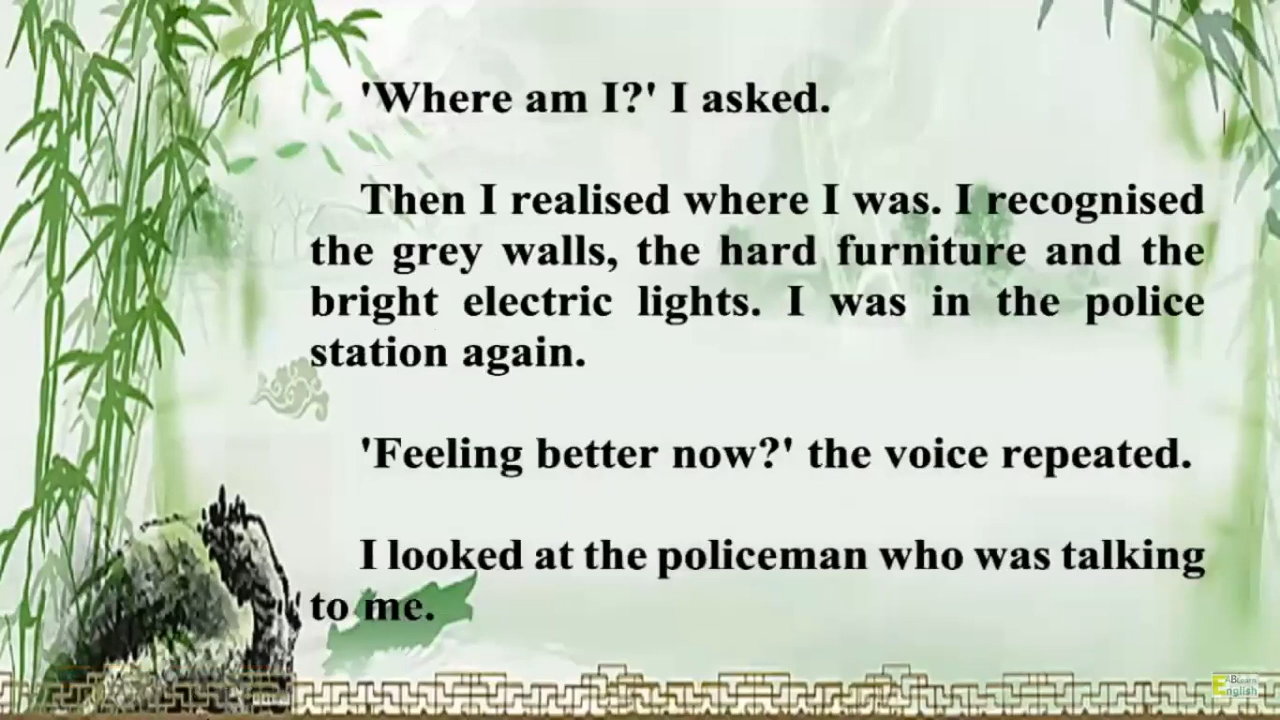 'Where am I?' I asked.
Then I realised where I was. I recognised
the grey walls, the hard furniture and the
bright electric lights. I was in the police
station again.
'Feeling better now?' the voice repeated.
I looked at the policeman who was talking
to me.
ABLearn
English